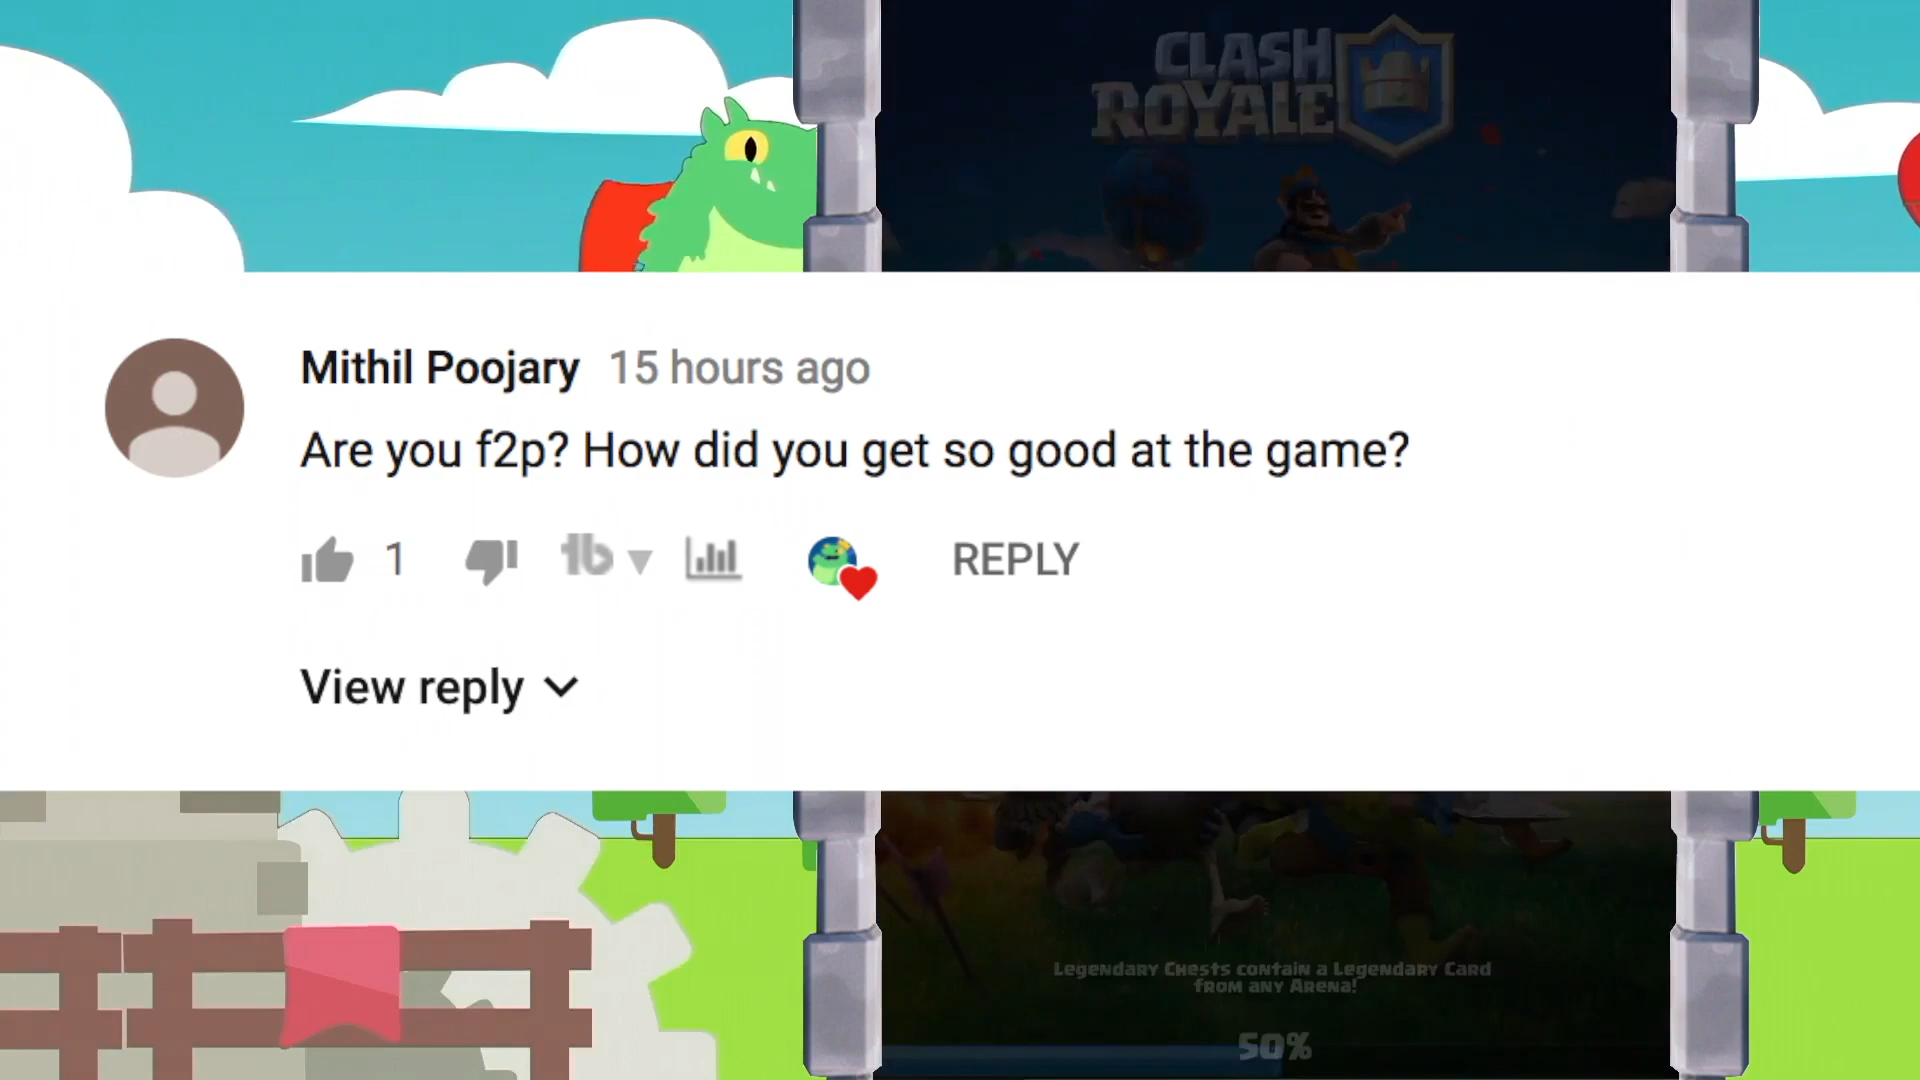 CLASH
ROYALE
Mithil Poojary 15 hours ago
Are you f2p? How did you get so good at the game?
1 tb REPLY
View reply
Legendary Chests contain a Legendary Card
from any Arena!
50%